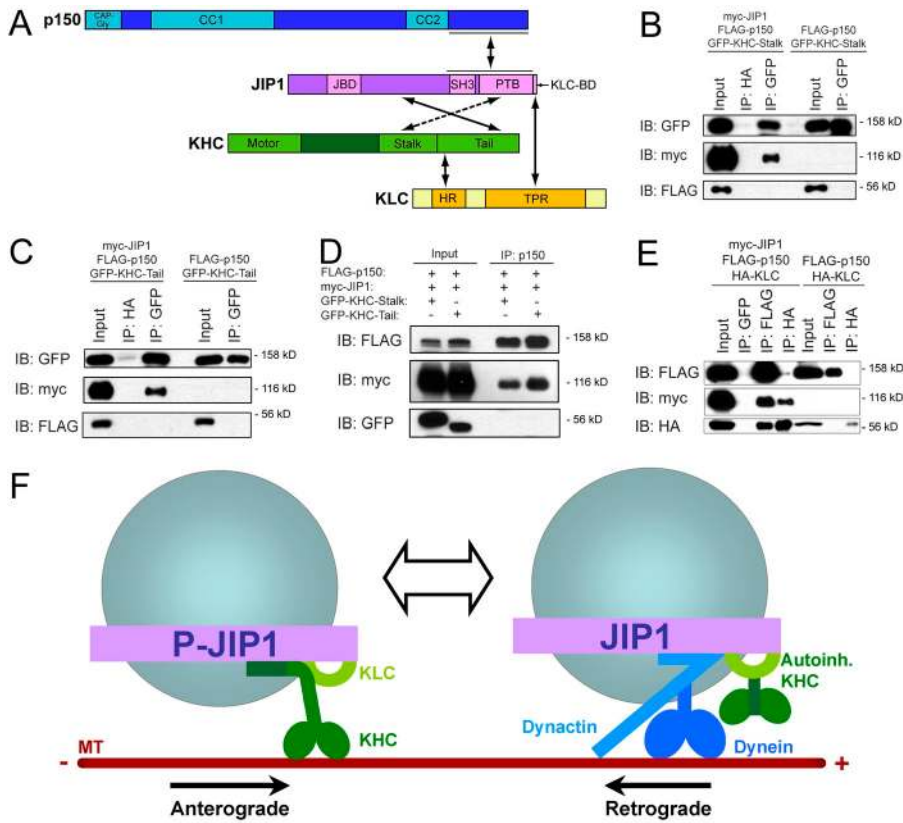 A
p150
CAP-Gly
CC1
CC2
JIP1
JBD
SH3
PTB
KLC-BD
KHC
Motor
Stalk
Tail
KLC
HR
TPR
B
myc-JIP1
FLAG-p150
GFP-KHC-Stalk
FLAG-p150
GFP-KHC-Stalk
Input
IP: HA
IP: GFP
Input
IP: GFP
IB: GFP
- 158 kD
IB: myc
- 116 kD
IB: FLAG
- 56 kD
C
myc-JIP1
FLAG-p150
GFP-KHC-Tail
FLAG-p150
GFP-KHC-Tail
Input
IP: HA
IP: GFP
Input
IP: GFP
IB: GFP
- 158 kD
IB: myc
- 116 kD
IB: FLAG
- 56 kD
D
Input
IP: p150
FLAG-p150: + + + +
myc-JIP1: + + + +
GFP-KHC-Stalk: + - + -
GFP-KHC-Tail: - + - +
IB: FLAG
- 158 kD
IB: myc
- 116 kD
IB: GFP
- 56 kD
E
myc-JIP1
FLAG-p150
HA-KLC
FLAG-p150
HA-KLC
Input
IP: GFP
IP: FLAG
IP: HA
Input
IP: FLAG
IP: HA
IB: FLAG
- 158 kD
IB: myc
- 116 kD
IB: HA
- 56 kD
F
P-JIP1
KLC
KHC
JIP1
Autoinh.
KHC
Dynactin
Dynein
MT
-
+
Anterograde
Retrograde